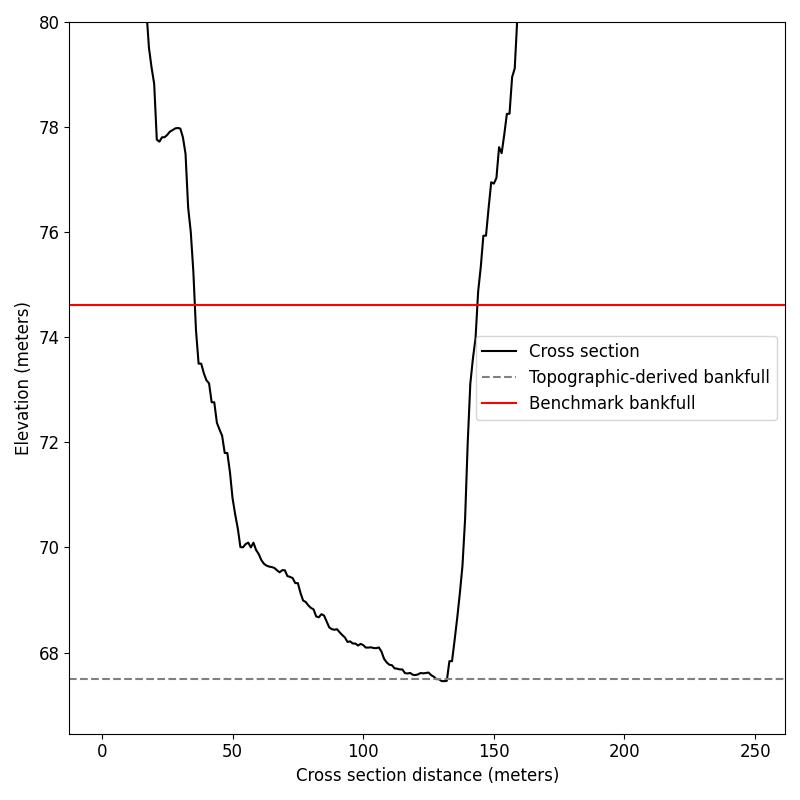 80
78
76
74
72
70
68
Elevation (meters)
Cross section
Topographic-derived bankfull
Benchmark bankfull
0 50 100 150 200 250
Cross section distance (meters)